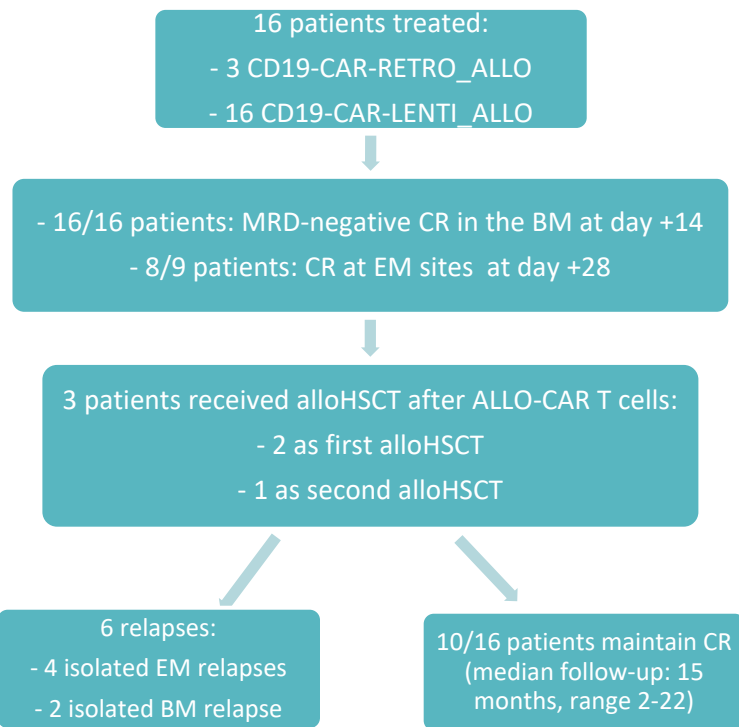 16 patients treated:
- 3 CD19-CAR-RETRO_ALLO
- 16 CD19-CAR-LENTI_ALLO
- 16/16 patients: MRD-negative CR in the BM at day +14
- 8/9 patients: CR at EM sites at day +28
3 patients received alloHSCT after ALLO-CAR T cells:
- 2 as first alloHSCT
- 1 as second alloHSCT
6 relapses:
- 4 isolated EM relapses
- 2 isolated BM relapse
10/16 patients maintain CR
(median follow-up: 15
months, range 2-22)